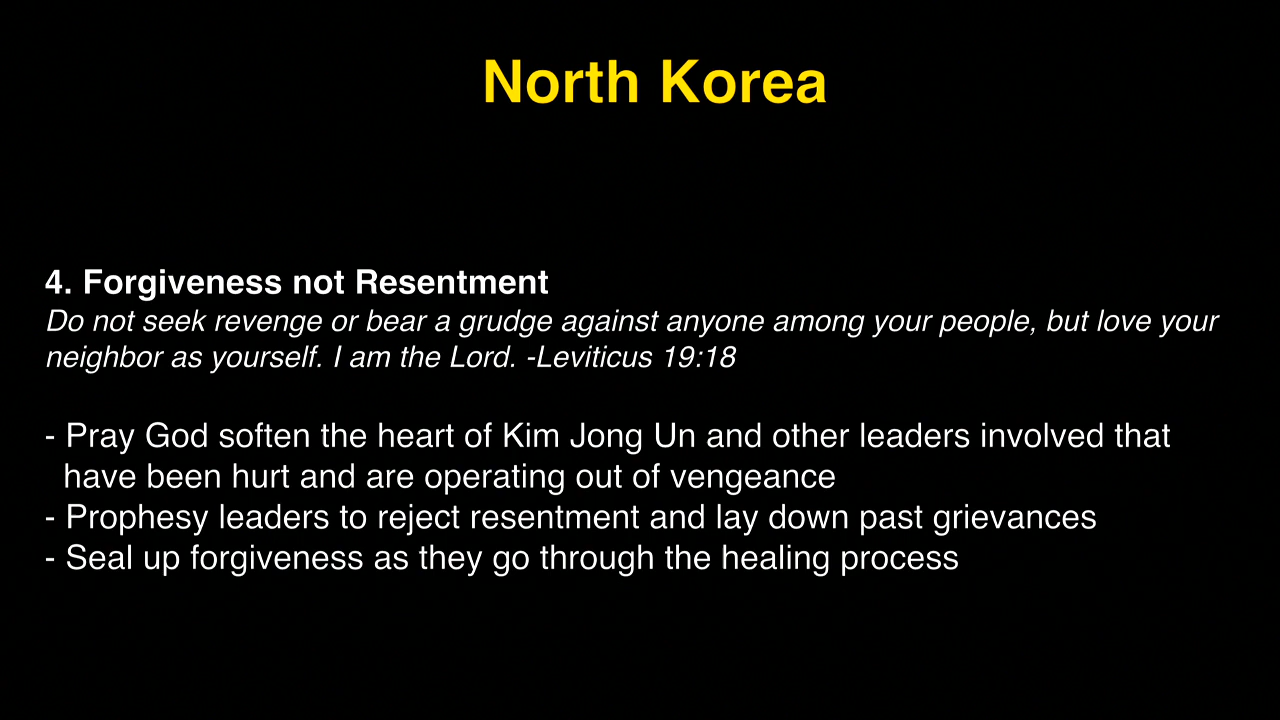 North Korea
4. Forgiveness not Resentment
Do not seek revenge or bear a grudge against anyone among your people, but love your
neighbor as yourself. I am the Lord. -Leviticus 19:18
- Pray God soften the heart of Kim Jong Un and other leaders involved that
have been hurt and are operating out of vengeance
- Prophesy leaders to reject resentment and lay down past grievances
- Seal up forgiveness as they go through the healing process